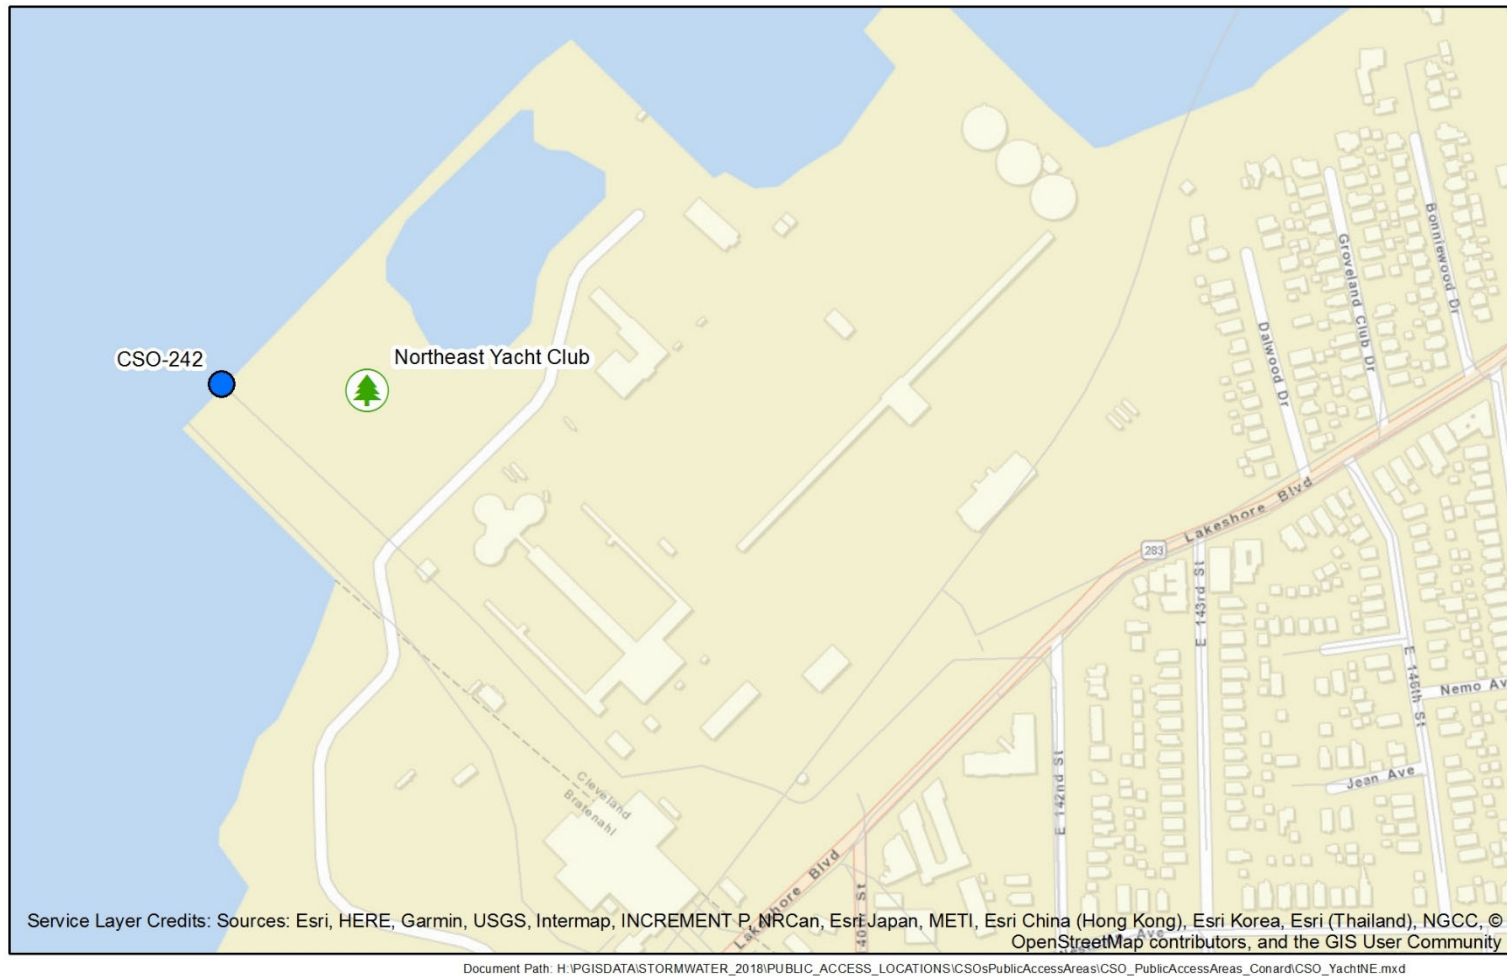 Bonniewood Dr
Groveland Club Dr
Dalwood Dr
CSO-242
Northeast Yacht Club
Lakeshore Blvd
283
E 143rd St
E 146th St
Nemo Av
E 142nd St
Jean Ave
Cleveland
Bratenahl
Lakeshore Blvd
40th St
Ave
Service Layer Credits: Sources: Esri, HERE, Garmin, USGS, Intermap, INCREMENT P, NRCan, Esri Japan, METI, Esri China (Hong Kong), Esri Korea, Esri (Thailand), NGCC, ©
OpenStreetMap contributors, and the GIS User Community
Document Path: H:\PGISDATA\STORMWATER_2018\PUBLIC_ACCESS_LOCATIONS\CSOsPublicAccessAreas\CSO_PublicAccessAreas_Conard\CSO_YachtNE.mxd